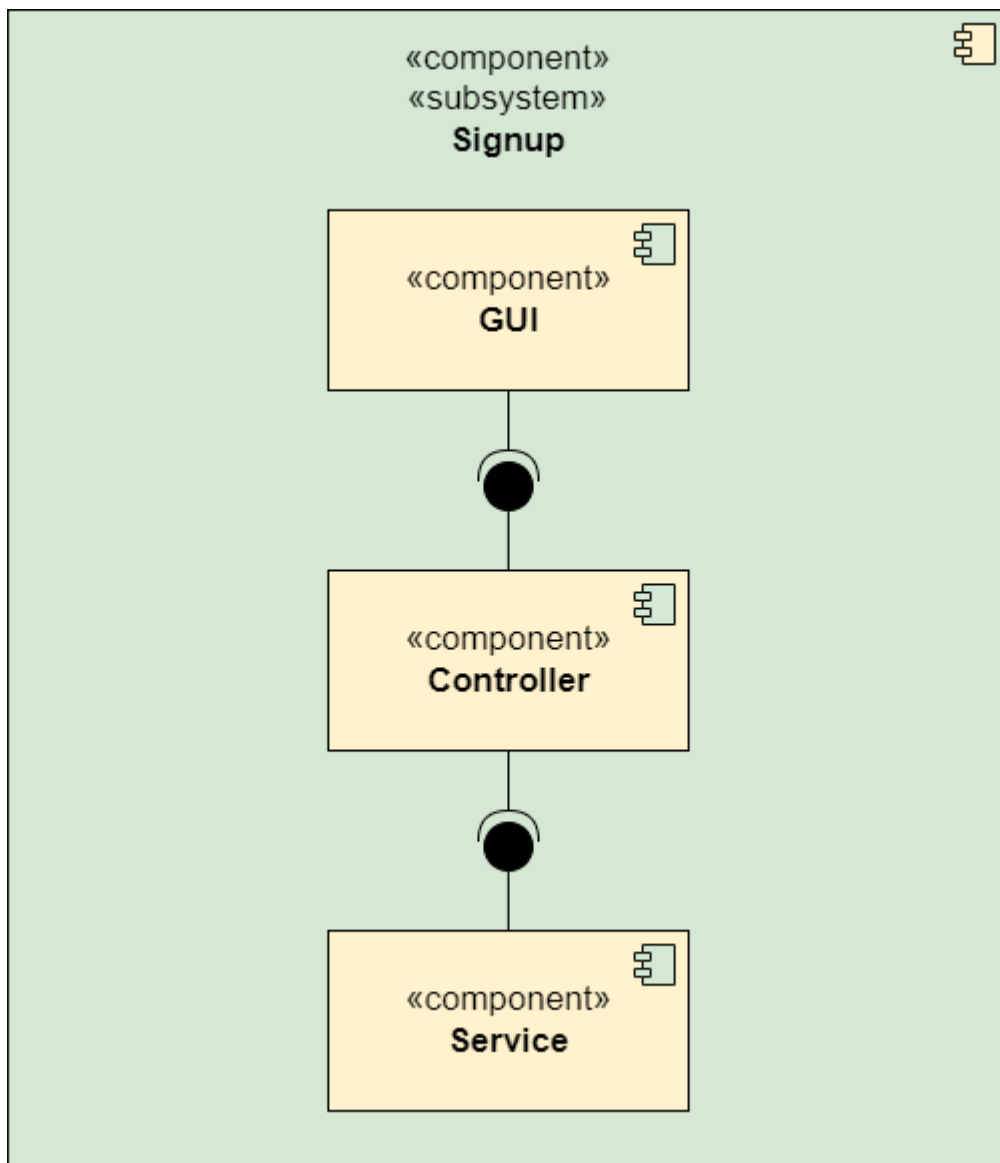 «component»
«subsystem»
Signup
«component»
GUI
«component»
Controller
«component»
Service